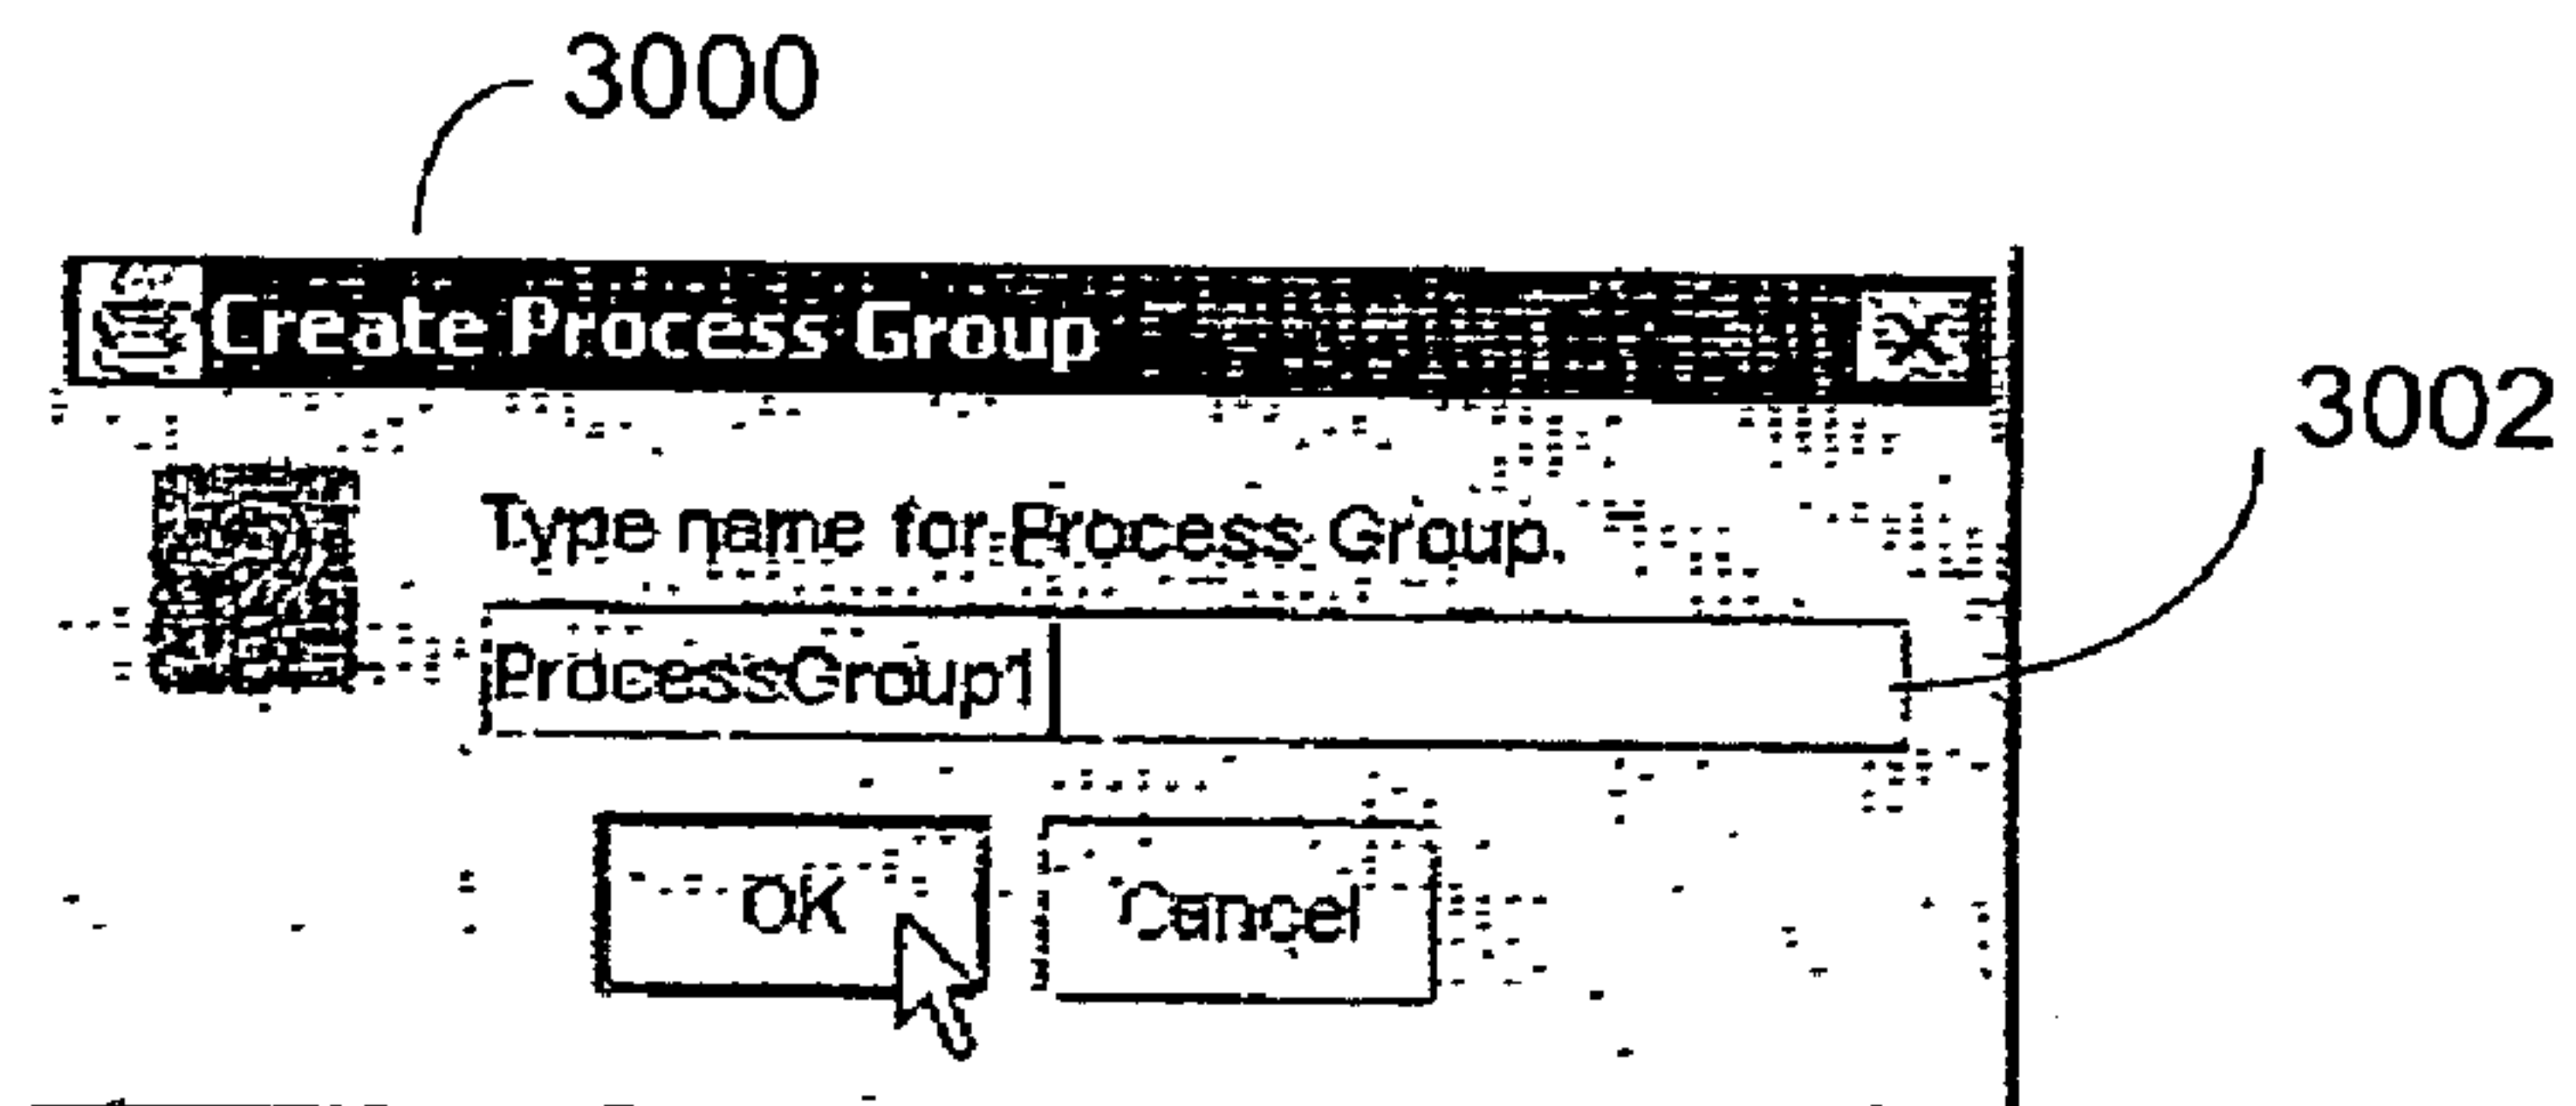 3000
Create Process Group
3002
Type name for Process Group.
ProcessGroup1
OK Cancel